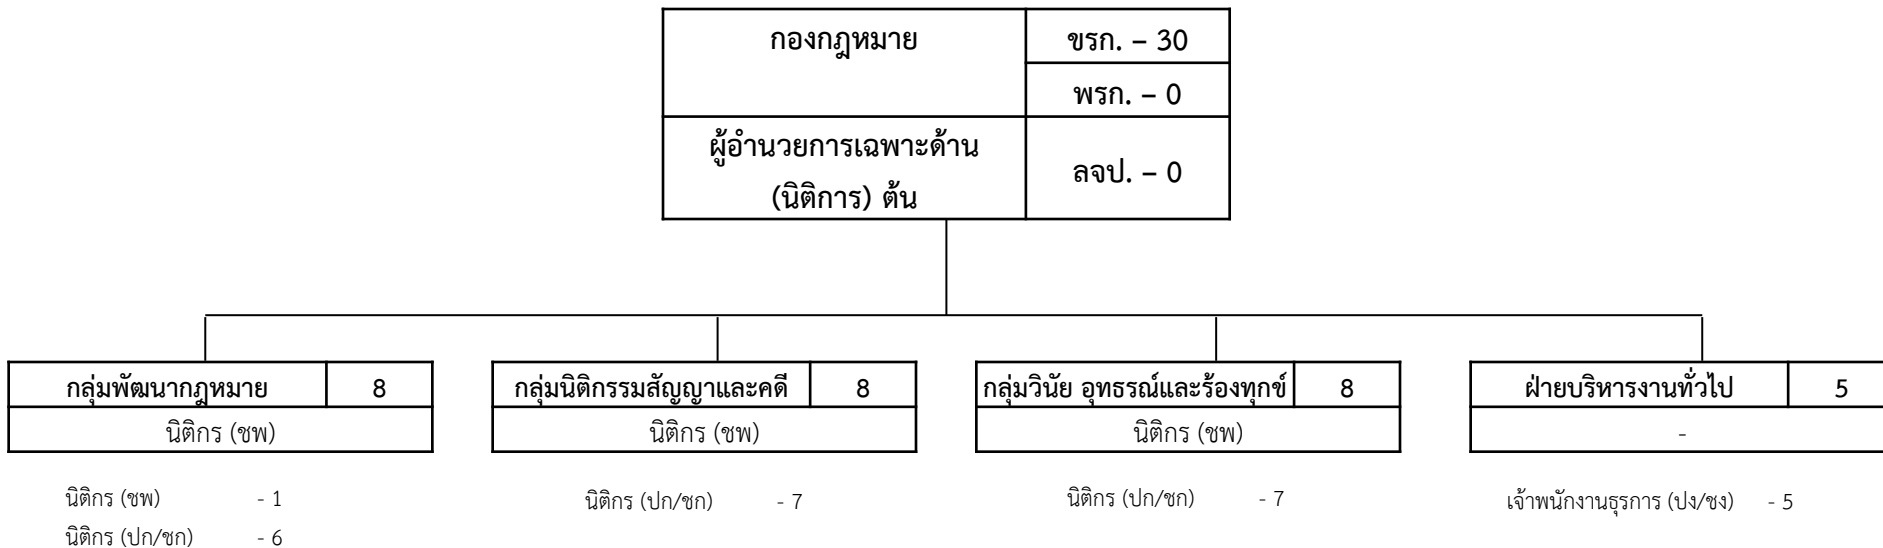 กองกฎหมาย
ขรก. – 30
พรก. – 0
ผู้อำนวยการเฉพาะด้าน
(นิติการ) ต้น
ลจป. – 0
กลุ่มพัฒนากฎหมาย 8
นิติกร (ชพ)
นิติกร (ชพ) - 1
นิติกร (ปก/ชก) - 6
กลุ่มนิติกรรมสัญญาและคดี 8
นิติกร (ชพ)
นิติกร (ปก/ชก) - 7
กลุ่มวินัย อุทธรณ์และร้องทุกข์ 8
นิติกร (ชพ)
นิติกร (ปก/ชก) - 7
ฝ่ายบริหารงานทั่วไป 5
-
เจ้าพนักงานธุรการ (ปง/ชง) - 5